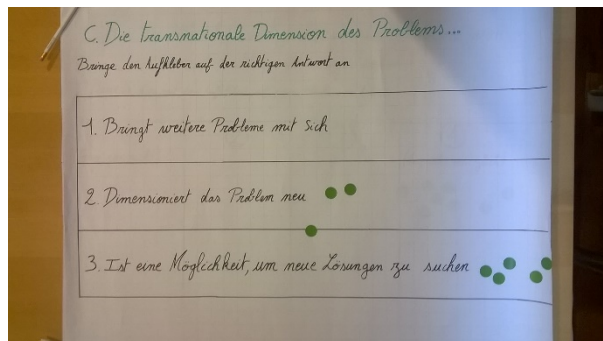 C. Die transnationale Dimension des Problems...
Bringe den Aufkleber auf der richtigen Antwort an
1. Bringt weitere Probleme mit sich
2. Dimensioniert das Problem neu
3. Ist eine Möglichkeit, um neue Lösungen zu suchen